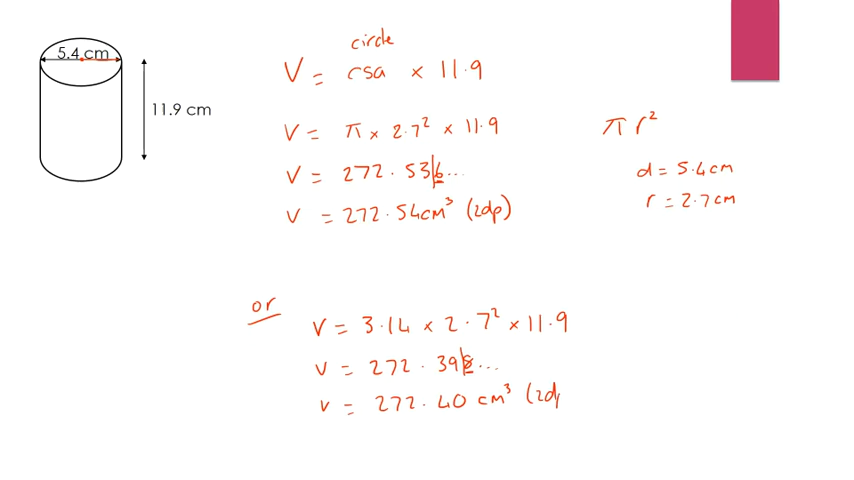 5.4 cm
11.9 cm
circle
V = csa × 11.9
V = π × 2.7² × 11.9
V = 272.536...
V = 272.54cm³ (2dp)
πr²
d = 5.4cm
r = 2.7cm
or
V = 3.14 × 2.7² × 11.9
V = 272.398...
V = 272.40 cm³ (2dp